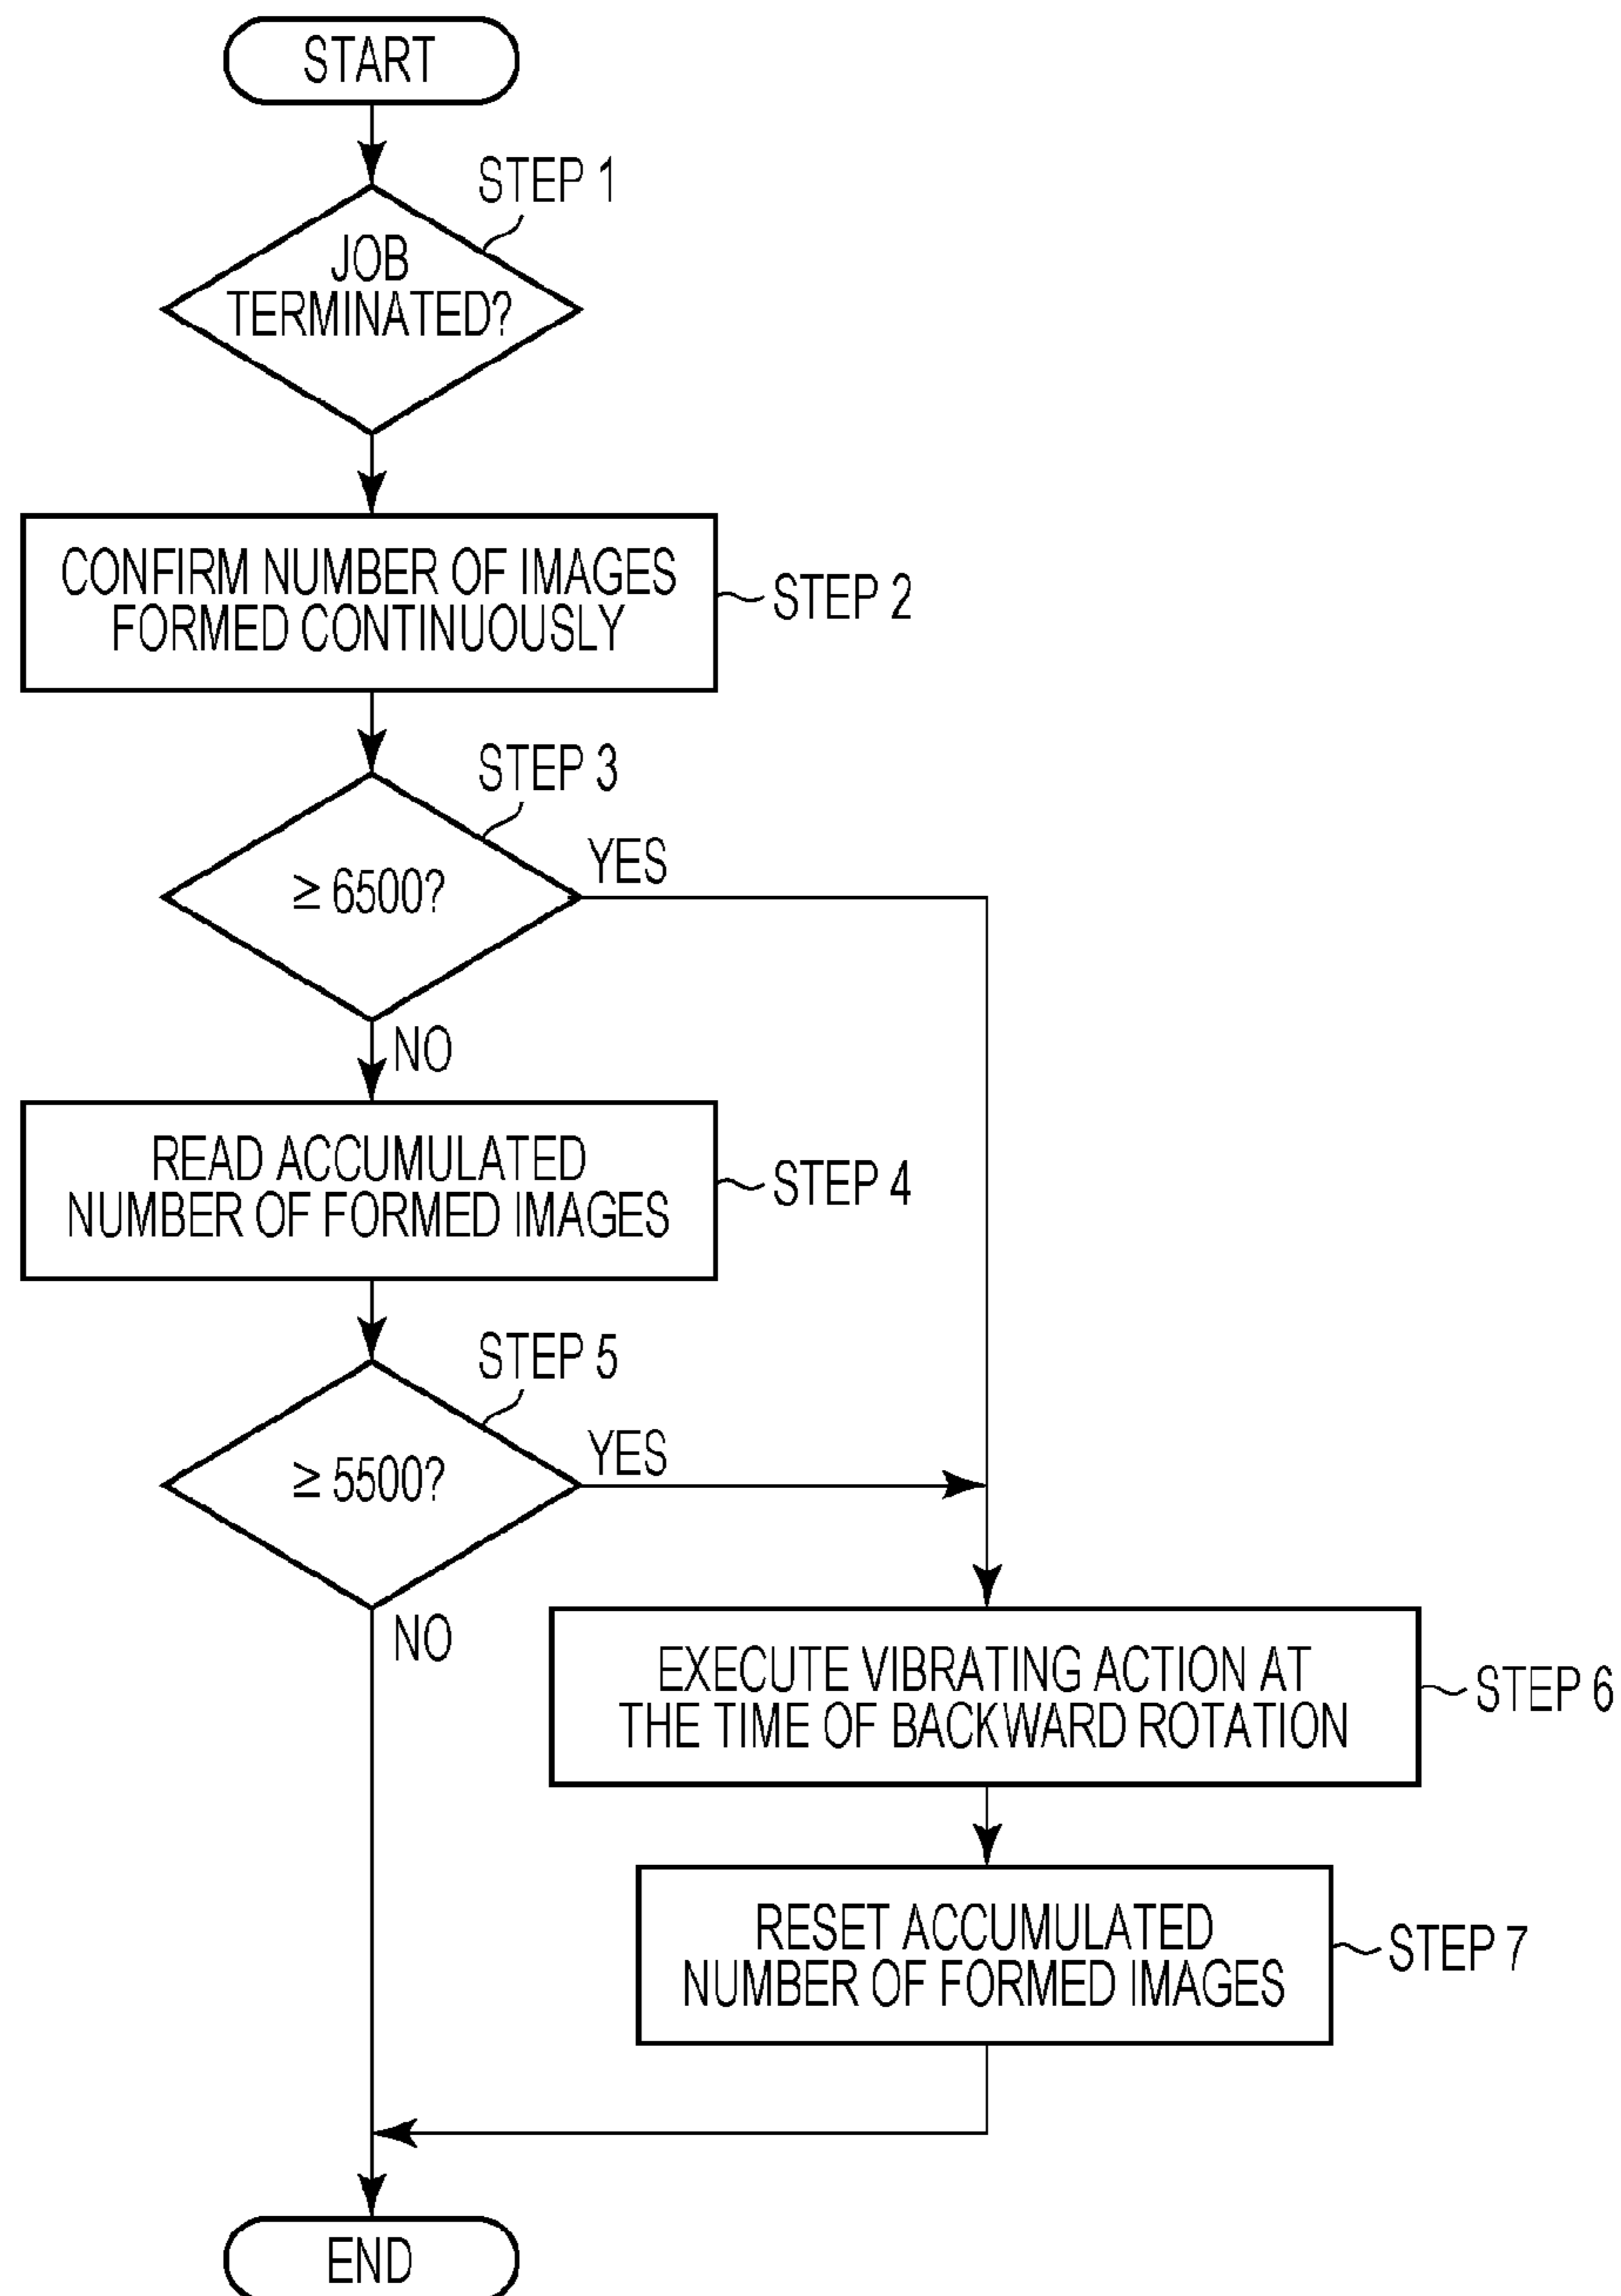 START
STEP 1
JOB
TERMINATED?
CONFIRM NUMBER OF IMAGES
FORMED CONTINUOUSLY
STEP 2
STEP 3
≥ 6500?
YES
NO
READ ACCUMULATED
NUMBER OF FORMED IMAGES
STEP 4
STEP 5
≥ 5500?
YES
NO
EXECUTE VIBRATING ACTION AT
THE TIME OF BACKWARD ROTATION
STEP 6
RESET ACCUMULATED
NUMBER OF FORMED IMAGES
STEP 7
END